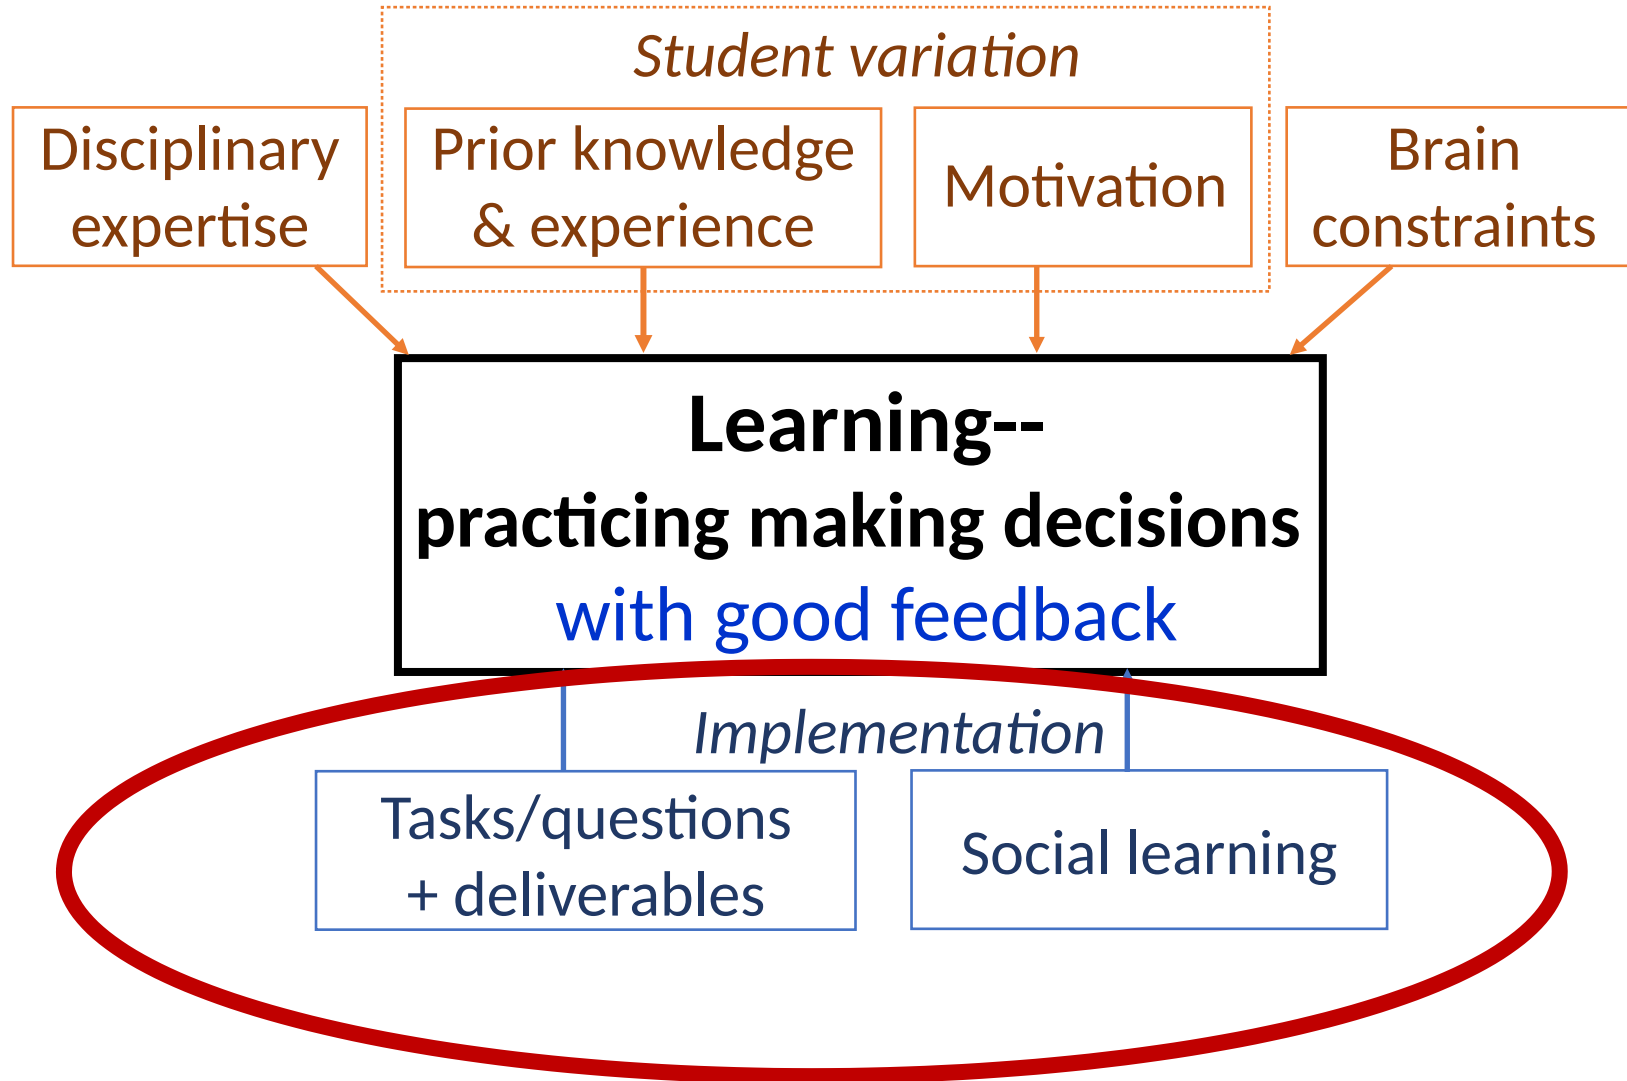 Student variation
Disciplinary
expertise
Prior knowledge
& experience
Motivation
Brain
constraints
Learning--
practicing making decisions
with good feedback
Implementation
Tasks/questions
+ deliverables
Social learning